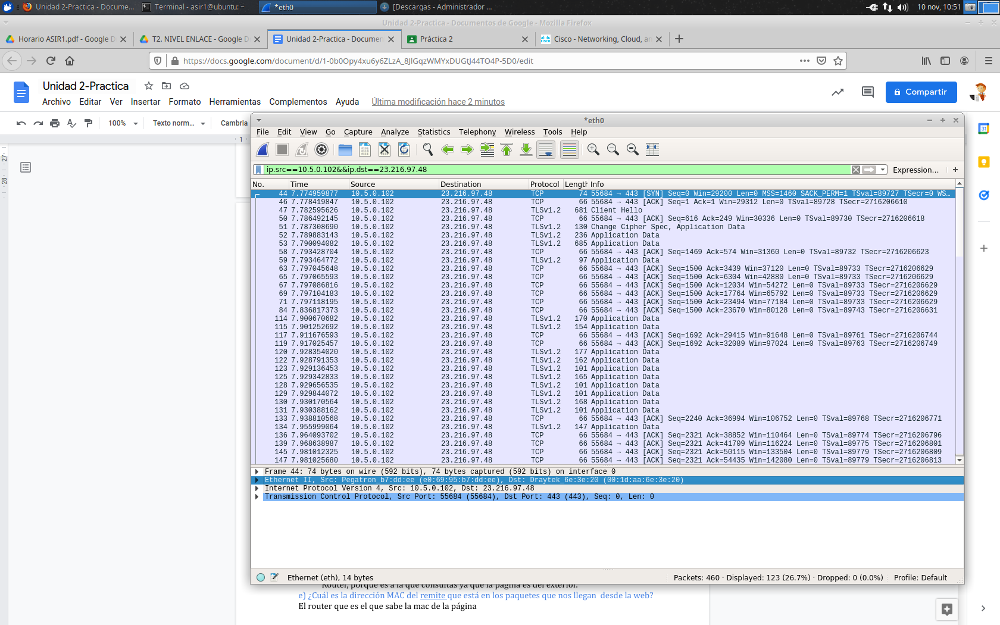 Unidad 2-Practica - Docume...
Terminal - asir1@ubuntu: ~
*eth0
[Descargas - Administrador ...
10 nov, 10:51
Unidad 2-Practica - Documentos de Google - Mozilla Firefox
Horario ASIR1.pdf - Google D
T2. NIVEL ENLACE - Google D
Unidad 2-Practica - Documen
Práctica 2
Cisco - Networking, Cloud, an
https://docs.google.com/document/d/1-0b0Opy4xu6y6ZLzA_8JlGqzWMYxDUGtJ44TO4P-5D0/edit
Unidad 2-Practica
Archivo Editar Ver Insertar Formato Herramientas Complementos Ayuda Última modificación hace 2 minutos
Compartir
100% Texto norm... Cambria
*eth0
File Edit View Go Capture Analyze Statistics Telephony Wireless Tools Help
ip.src==10.5.0.102&&ip.dst==23.216.97.48
Expression... +
No. Time Source Destination Protocol Length Info
44 7.774959877 10.5.0.102 23.216.97.48 TCP 74 55684 → 443 [SYN] Seq=0 Win=29200 Len=0 MSS=1460 SACK_PERM=1 TSval=89727 TSecr=0 WS...
46 7.778419847 10.5.0.102 23.216.97.48 TCP 66 55684 → 443 [ACK] Seq=1 Ack=1 Win=29312 Len=0 TSval=89728 TSecr=2716206610
47 7.782595626 10.5.0.102 23.216.97.48 TLSv1.2 681 Client Hello
50 7.786492145 10.5.0.102 23.216.97.48 TCP 66 55684 → 443 [ACK] Seq=616 Ack=249 Win=30336 Len=0 TSval=89730 TSecr=2716206618
51 7.787308690 10.5.0.102 23.216.97.48 TLSv1.2 130 Change Cipher Spec, Application Data
52 7.789883143 10.5.0.102 23.216.97.48 TLSv1.2 236 Application Data
53 7.790094082 10.5.0.102 23.216.97.48 TLSv1.2 685 Application Data
58 7.793428704 10.5.0.102 23.216.97.48 TCP 66 55684 → 443 [ACK] Seq=1469 Ack=574 Win=31360 Len=0 TSval=89732 TSecr=2716206623
59 7.793464772 10.5.0.102 23.216.97.48 TLSv1.2 97 Application Data
63 7.797045648 10.5.0.102 23.216.97.48 TCP 66 55684 → 443 [ACK] Seq=1500 Ack=3439 Win=37120 Len=0 TSval=89733 TSecr=2716206629
65 7.797065593 10.5.0.102 23.216.97.48 TCP 66 55684 → 443 [ACK] Seq=1500 Ack=6304 Win=42880 Len=0 TSval=89733 TSecr=2716206629
67 7.797086816 10.5.0.102 23.216.97.48 TCP 66 55684 → 443 [ACK] Seq=1500 Ack=12034 Win=54272 Len=0 TSval=89733 TSecr=2716206629
69 7.797104183 10.5.0.102 23.216.97.48 TCP 66 55684 → 443 [ACK] Seq=1500 Ack=17764 Win=65792 Len=0 TSval=89733 TSecr=2716206629
71 7.797118195 10.5.0.102 23.216.97.48 TCP 66 55684 → 443 [ACK] Seq=1500 Ack=23494 Win=77184 Len=0 TSval=89733 TSecr=2716206629
84 7.836817373 10.5.0.102 23.216.97.48 TCP 66 55684 → 443 [ACK] Seq=1500 Ack=23670 Win=80128 Len=0 TSval=89743 TSecr=2716206631
114 7.900670682 10.5.0.102 23.216.97.48 TLSv1.2 170 Application Data
115 7.901252692 10.5.0.102 23.216.97.48 TLSv1.2 154 Application Data
117 7.911676593 10.5.0.102 23.216.97.48 TCP 66 55684 → 443 [ACK] Seq=1692 Ack=29415 Win=91648 Len=0 TSval=89761 TSecr=2716206744
119 7.917025457 10.5.0.102 23.216.97.48 TCP 66 55684 → 443 [ACK] Seq=1692 Ack=32089 Win=97024 Len=0 TSval=89763 TSecr=2716206749
120 7.928354020 10.5.0.102 23.216.97.48 TLSv1.2 177 Application Data
122 7.928791353 10.5.0.102 23.216.97.48 TLSv1.2 162 Application Data
123 7.929136453 10.5.0.102 23.216.97.48 TLSv1.2 101 Application Data
125 7.929342833 10.5.0.102 23.216.97.48 TLSv1.2 165 Application Data
128 7.929656535 10.5.0.102 23.216.97.48 TLSv1.2 101 Application Data
129 7.929844072 10.5.0.102 23.216.97.48 TLSv1.2 101 Application Data
130 7.930170564 10.5.0.102 23.216.97.48 TLSv1.2 168 Application Data
131 7.930388162 10.5.0.102 23.216.97.48 TLSv1.2 101 Application Data
133 7.938810568 10.5.0.102 23.216.97.48 TCP 66 55684 → 443 [ACK] Seq=2240 Ack=36994 Win=106752 Len=0 TSval=89768 TSecr=2716206771
134 7.955999064 10.5.0.102 23.216.97.48 TLSv1.2 147 Application Data
136 7.964093702 10.5.0.102 23.216.97.48 TCP 66 55684 → 443 [ACK] Seq=2321 Ack=38852 Win=110464 Len=0 TSval=89774 TSecr=2716206796
139 7.968638987 10.5.0.102 23.216.97.48 TCP 66 55684 → 443 [ACK] Seq=2321 Ack=41709 Win=116224 Len=0 TSval=89775 TSecr=2716206801
145 7.981012325 10.5.0.102 23.216.97.48 TCP 66 55684 → 443 [ACK] Seq=2321 Ack=50115 Win=133504 Len=0 TSval=89779 TSecr=2716206809
147 7.981025680 10.5.0.102 23.216.97.48 TCP 66 55684 → 443 [ACK] Seq=2321 Ack=54435 Win=142080 Len=0 TSval=89779 TSecr=2716206813
Frame 44: 74 bytes on wire (592 bits), 74 bytes captured (592 bits) on interface 0
Ethernet II, Src: Pegatron_b7:dd:ee (e0:69:95:b7:dd:ee), Dst: Draytek_6e:3e:20 (00:1d:aa:6e:3e:20)
Internet Protocol Version 4, Src: 10.5.0.102, Dst: 23.216.97.48
Transmission Control Protocol, Src Port: 55684 (55684), Dst Port: 443 (443), Seq: 0, Len: 0
Ethernet (eth), 14 bytes
Packets: 460 · Displayed: 123 (26.7%) · Dropped: 0 (0.0%)
Profile: Default
Router, porque es a la que consultas ya que la pagina es del exterior.
e) ¿Cuál es la dirección MAC del remite que está en los paquetes que nos llegan desde la web?
El router que es el que sabe la mac de la página
1
27
28
31